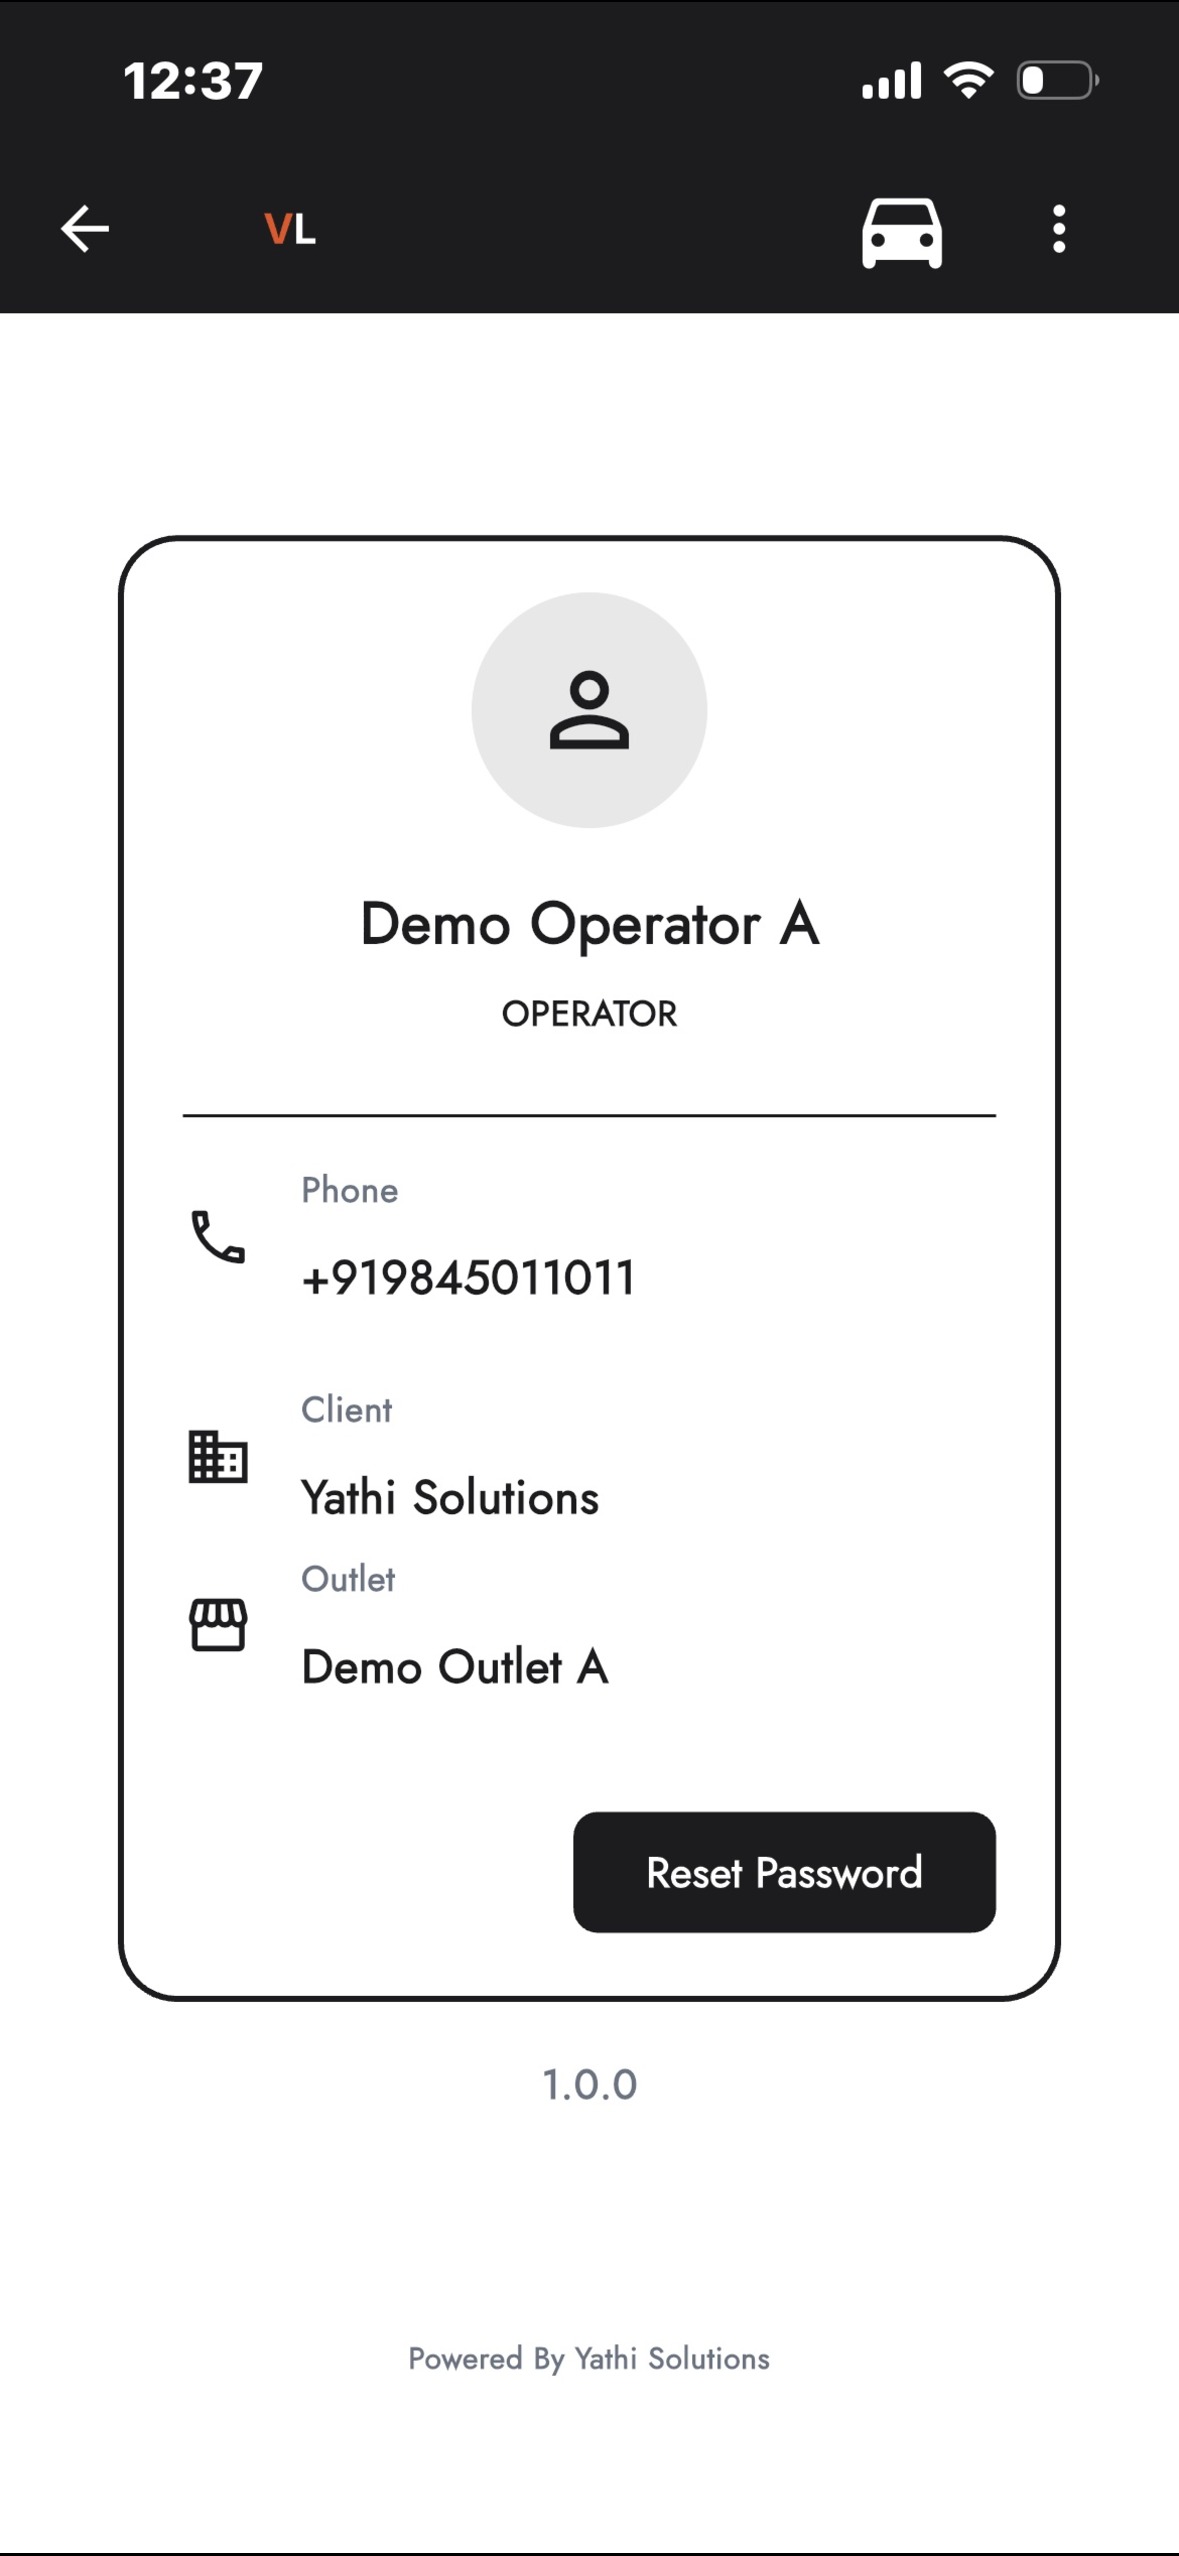 12:37
VL
Demo Operator A
OPERATOR
Phone
+919845011011
Client
Yathi Solutions
Outlet
Demo Outlet A
Reset Password
1.0.0
Powered By Yathi Solutions